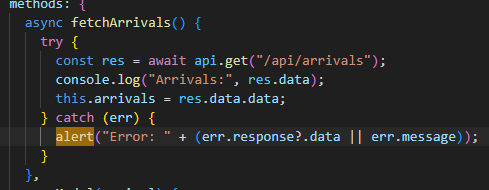 methods: {
async fetchArrivals() {
try {
const res = await api.get("/api/arrivals");
console.log("Arrivals:", res.data);
this.arrivals = res.data.data;
} catch (err) {
alert("Error: " + (err.response?.data || err.message));
}
},